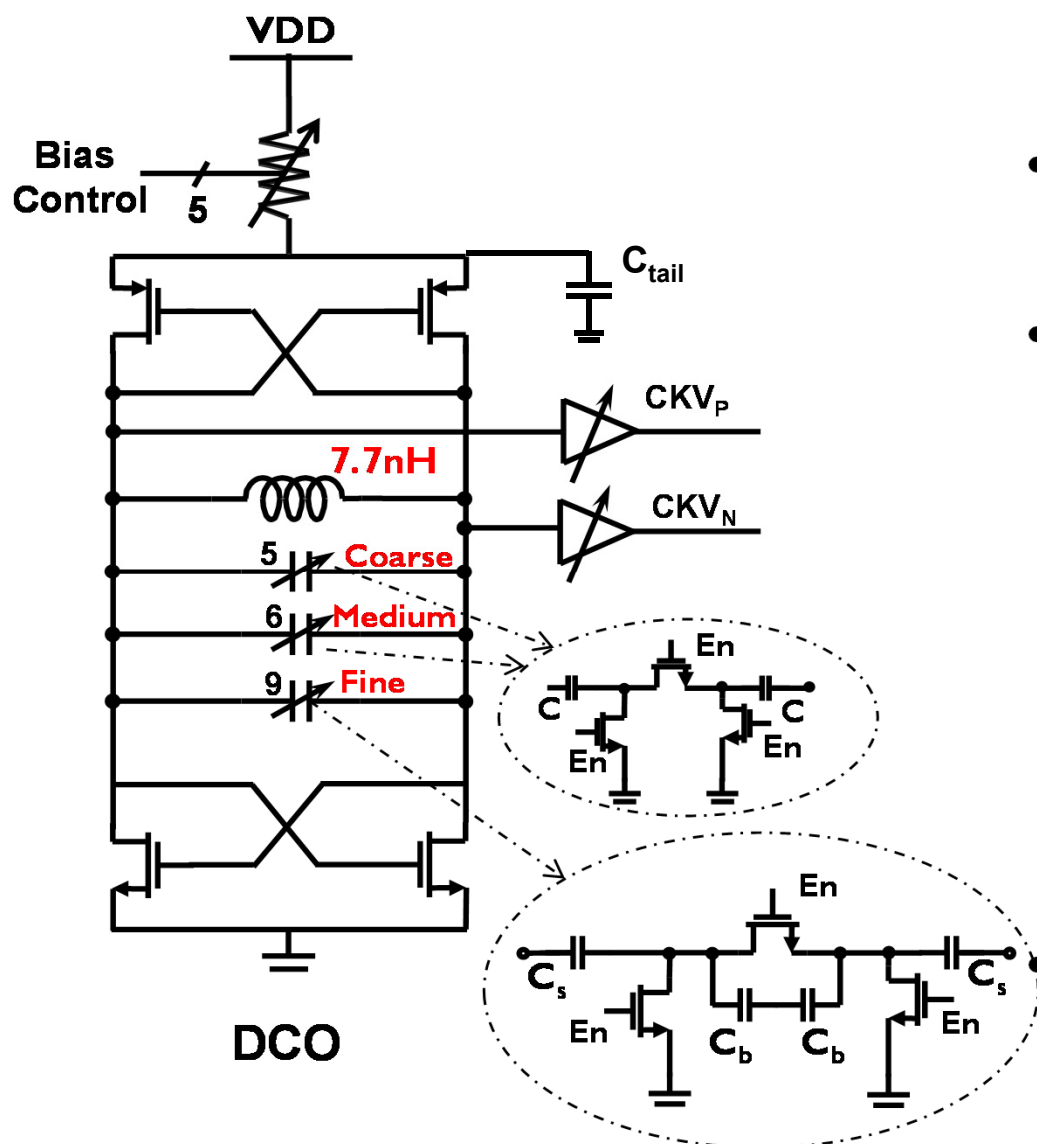 VDD
Bias
Control
5
C_tail
CKV_P
7.7nH
CKV_N
5
Coarse
6
Medium
9
Fine
En
C
C
En
En
En
C_s
C_s
En
C_b
C_b
En
DCO